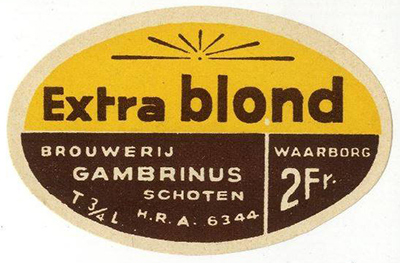 Extra blond
BROUWERIJ
GAMBRINUS
SCHOTEN
T 3/4 L. H.R.A. 6344
WAARBORG
2Fr.